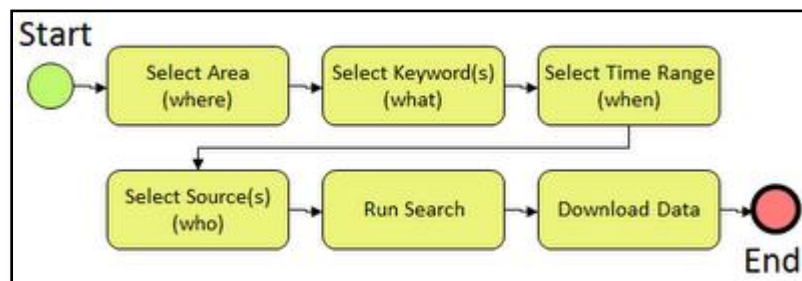 Start
Select Area
(where)
Select Keyword(s)
(what)
Select Time Range
(when)
Select Source(s)
(who)
Run Search
Download Data
End